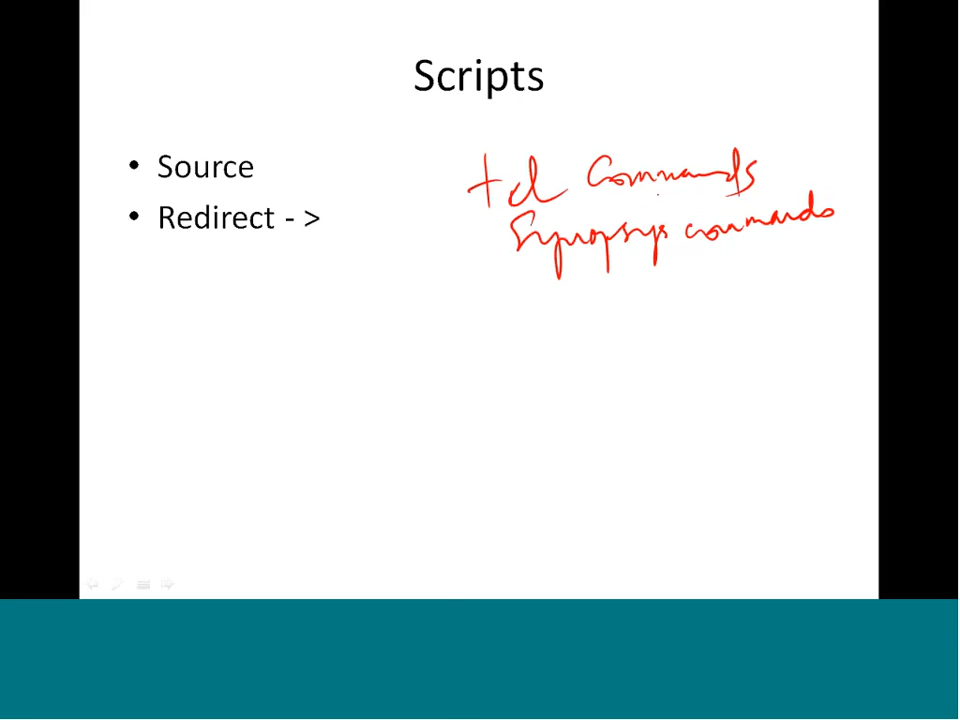 Scripts
• Source
• Redirect - >
tcl Commands
Synopsys commands